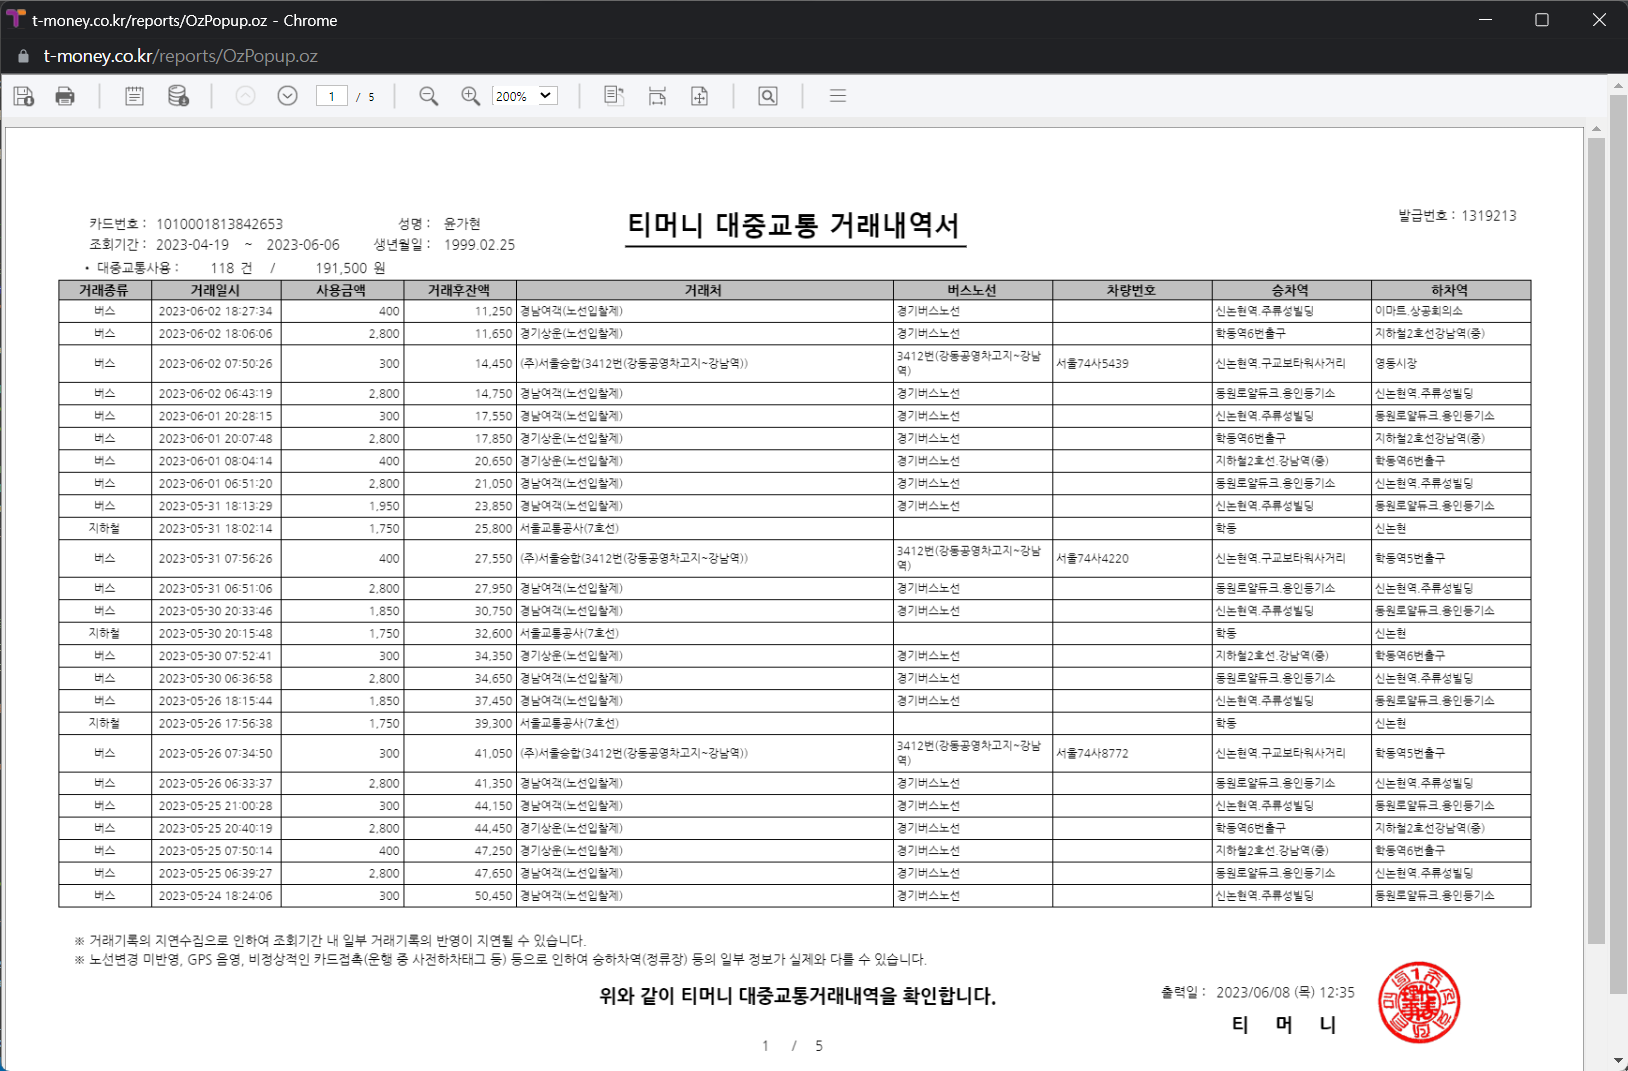 t-money.co.kr/reports/OzPopup.oz - Chrome
t-money.co.kr/reports/OzPopup.oz
1 / 5 200%
카드번호 : 1010001813842653 성명 : 윤가현
조회기간 : 2023-04-19 ~ 2023-06-06 생년월일 : 1999.02.25
티머니 대중교통 거래내역서
발급번호 : 1319213
• 대중교통사용 : 118 건 / 191,500 원
거래종류 거래일시 사용금액 거래후잔액 거래처 버스노선 차량번호 승차역 하차역
버스 2023-06-02 18:27:34 400 11,250 경남여객(노선입찰제) 경기버스노선 신논현역.주류성빌딩 이마트.상공회의소
버스 2023-06-02 18:06:06 2,800 11,650 경기상운(노선입찰제) 경기버스노선 학동역6번출구 지하철2호선강남역(중)
버스 2023-06-02 07:50:26 300 14,450 (주)서울승합(3412번(강동공영차고지~강남역)) 3412번(강동공영차고지~강남역) 서울74사5439 신논현역.구교보타워사거리 영동시장
버스 2023-06-02 06:43:19 2,800 14,750 경남여객(노선입찰제) 경기버스노선 동원로얄듀크.용인등기소 신논현역.주류성빌딩
버스 2023-06-01 20:28:15 300 17,550 경남여객(노선입찰제) 경기버스노선 신논현역.주류성빌딩 동원로얄듀크.용인등기소
버스 2023-06-01 20:07:48 2,800 17,850 경기상운(노선입찰제) 경기버스노선 학동역6번출구 지하철2호선강남역(중)
버스 2023-06-01 08:04:14 400 20,650 경기상운(노선입찰제) 경기버스노선 지하철2호선.강남역(중) 학동역6번출구
버스 2023-06-01 06:51:20 2,800 21,050 경남여객(노선입찰제) 경기버스노선 동원로얄듀크.용인등기소 신논현역.주류성빌딩
버스 2023-05-31 18:13:29 1,950 23,850 경남여객(노선입찰제) 경기버스노선 신논현역.주류성빌딩 동원로얄듀크.용인등기소
지하철 2023-05-31 18:02:14 1,750 25,800 서울교통공사(7호선) 학동 신논현
버스 2023-05-31 07:56:26 400 27,550 (주)서울승합(3412번(강동공영차고지~강남역)) 3412번(강동공영차고지~강남역) 서울74사4220 신논현역.구교보타워사거리 학동역5번출구
버스 2023-05-31 06:51:06 2,800 27,950 경남여객(노선입찰제) 경기버스노선 동원로얄듀크.용인등기소 신논현역.주류성빌딩
버스 2023-05-30 20:33:46 1,850 30,750 경남여객(노선입찰제) 경기버스노선 신논현역.주류성빌딩 동원로얄듀크.용인등기소
지하철 2023-05-30 20:15:48 1,750 32,600 서울교통공사(7호선) 학동 신논현
버스 2023-05-30 07:52:41 300 34,350 경기상운(노선입찰제) 경기버스노선 지하철2호선.강남역(중) 학동역6번출구
버스 2023-05-30 06:36:58 2,800 34,650 경남여객(노선입찰제) 경기버스노선 동원로얄듀크.용인등기소 신논현역.주류성빌딩
버스 2023-05-26 18:15:44 1,850 37,450 경남여객(노선입찰제) 경기버스노선 신논현역.주류성빌딩 동원로얄듀크.용인등기소
지하철 2023-05-26 17:56:38 1,750 39,300 서울교통공사(7호선) 학동 신논현
버스 2023-05-26 07:34:50 300 41,050 (주)서울승합(3412번(강동공영차고지~강남역)) 3412번(강동공영차고지~강남역) 서울74사8772 신논현역.구교보타워사거리 학동역5번출구
버스 2023-05-26 06:33:37 2,800 41,350 경남여객(노선입찰제) 경기버스노선 동원로얄듀크.용인등기소 신논현역.주류성빌딩
버스 2023-05-25 21:00:28 300 44,150 경남여객(노선입찰제) 경기버스노선 신논현역.주류성빌딩 동원로얄듀크.용인등기소
버스 2023-05-25 20:40:19 2,800 44,450 경기상운(노선입찰제) 경기버스노선 학동역6번출구 지하철2호선강남역(중)
버스 2023-05-25 07:50:14 400 47,250 경기상운(노선입찰제) 경기버스노선 지하철2호선.강남역(중) 학동역6번출구
버스 2023-05-25 06:39:27 2,800 47,650 경남여객(노선입찰제) 경기버스노선 동원로얄듀크.용인등기소 신논현역.주류성빌딩
버스 2023-05-24 18:24:06 300 50,450 경남여객(노선입찰제) 경기버스노선 신논현역.주류성빌딩 동원로얄듀크.용인등기소
※ 거래기록의 지연수집으로 인하여 조회기간 내 일부 거래기록의 반영이 지연될 수 있습니다.
※ 노선변경 미반영, GPS 음영, 비정상적인 카드접촉(운행 중 사전하차태그 등) 등으로 인하여 승하차역(정류장) 등의 일부 정보가 실제와 다를 수 있습니다.
위와 같이 티머니 대중교통거래내역을 확인합니다.
출력일 : 2023/06/08 (목) 12:35
티 머 니
1 / 5